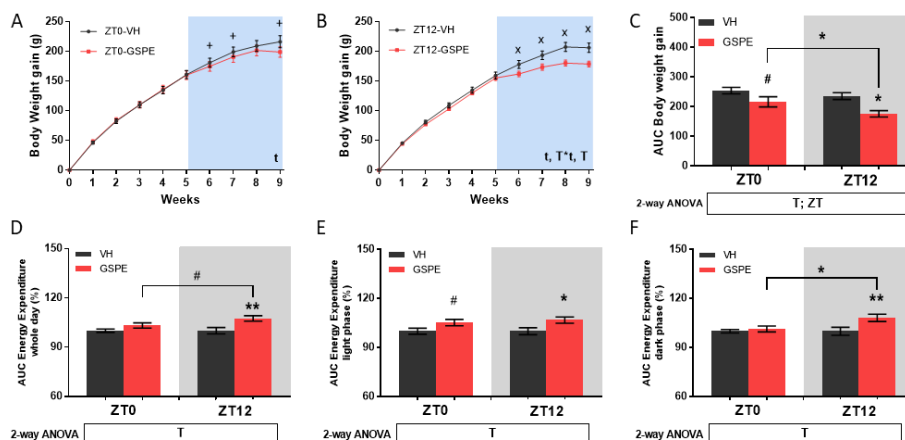 A
ZT0-VH
ZT0-GSPE
+ + +
Body Weight gain (g)
250
200
150
100
50
0
t
0 1 2 3 4 5 6 7 8 9
Weeks
B
ZT12-VH
ZT12-GSPE
x x x x
Body Weight gain (g)
250
200
150
100
50
0
t, T*t, T
0 1 2 3 4 5 6 7 8 9
Weeks
C
VH
GSPE
AUC Body weight gain
500
400
300
200
100
0
*
#
*
ZT0 ZT12
2-way ANOVA T; ZT
D
VH
GSPE
AUC Energy Expenditure
whole day (%)
150
120
90
60
#
**
ZT0 ZT12
2-way ANOVA T
E
VH
GSPE
AUC Energy Expenditure
light phase (%)
150
120
90
60
#
*
ZT0 ZT12
2-way ANOVA T
F
VH
GSPE
AUC Energy Expenditure
dark phase (%)
150
120
90
60
*
**
ZT0 ZT12
2-way ANOVA T